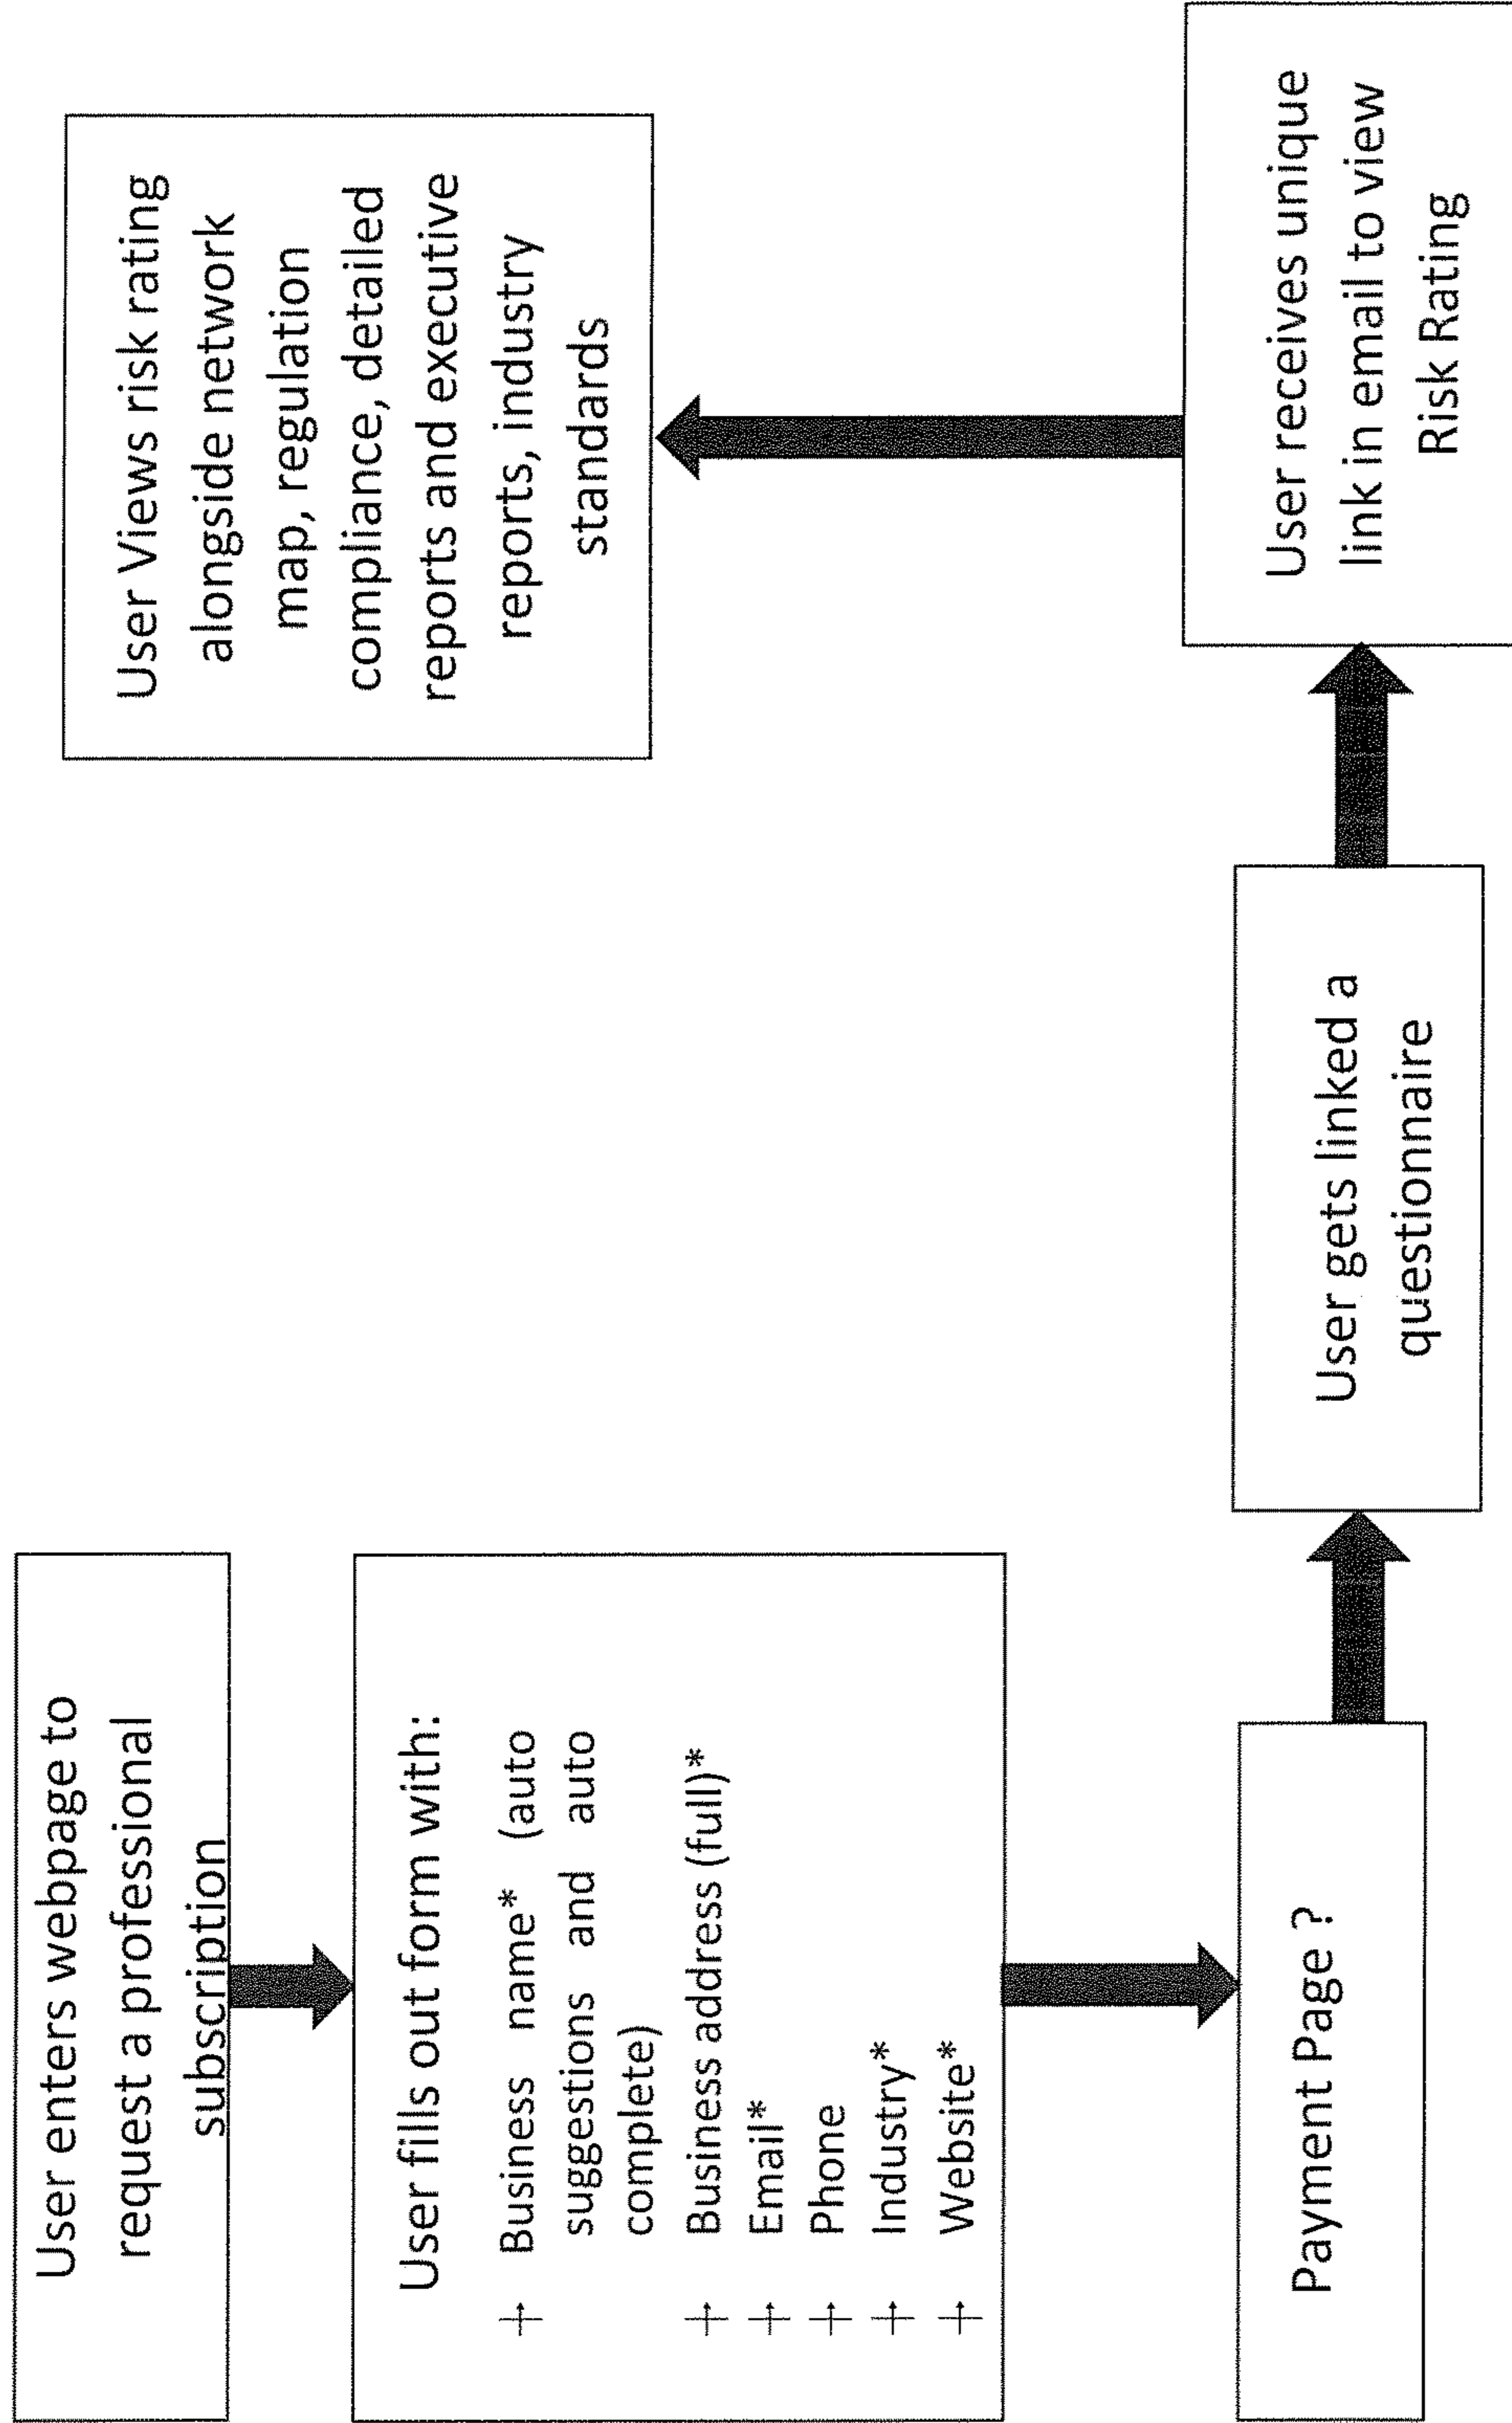 User enters webpage to
request a professional
subscription
User fills out form with:
Business name* (auto
suggestions and auto
complete)
Business address (full)*
Email*
Phone
Industry*
Website*
Payment Page ?
User gets linked a
questionnaire
User receives unique
link in email to view
Risk Rating
User Views risk rating
alongside network
map, regulation
compliance, detailed
reports and executive
reports, industry
standards